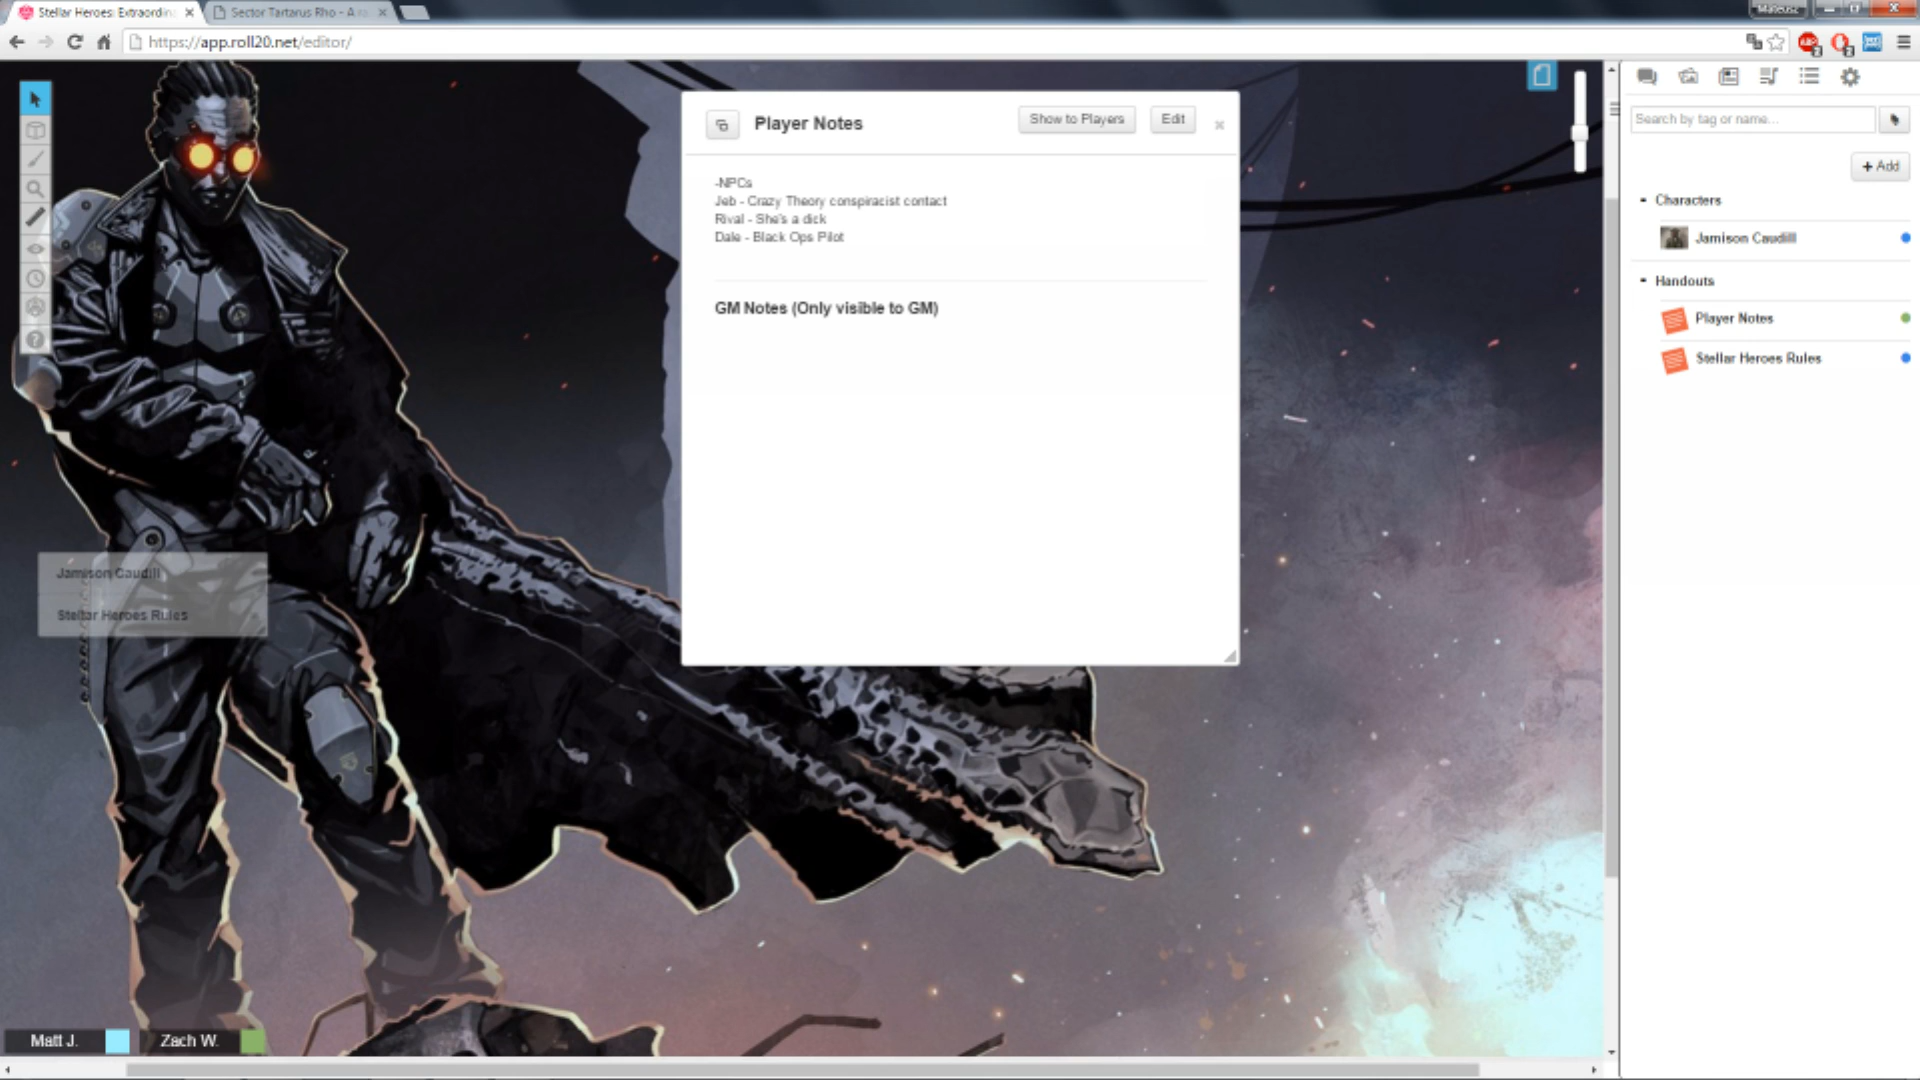 Stellar Heroes: Extraordin
Sector Tartarus Rho - A ra
Mateusz
https://app.roll20.net/editor/
ABP
Player Notes
Show to Players
Edit
-NPCs
Jeb - Crazy Theory conspiracist contact
Rival - She's a dick
Dale - Black Ops Pilot
GM Notes (Only visible to GM)
Search by tag or name...
+ Add
Characters
Jamison Caudill
Handouts
Player Notes
Stellar Heroes Rules
Jamison Caudill
Stellar Heroes Rules
Matt J.
Zach W.